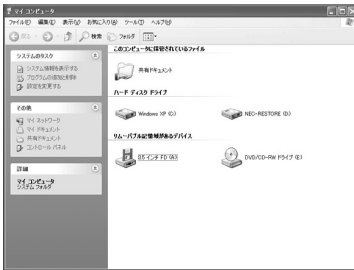 マイ コンピュータ
ファイル(F) 編集(E) 表示(V) お気に入り(A) ツール(T) ヘルプ(H)
戻る 検索 フォルダ
システムのタスク
システム情報を表示する
プログラムの追加と削除
設定を変更する
その他
マイ ネットワーク
マイ ドキュメント
共有ドキュメント
コントロール パネル
詳細
マイ コンピュータ
システム フォルダ
このコンピュータに保管されているファイル
共有ドキュメント
ハード ディスク ドライブ
Windows XP (C:)
NEC-RESTORE (D:)
リムーバブル記憶域があるデバイス
3.5 インチ FD (A:)
DVD/CD-RW ドライブ (E:)